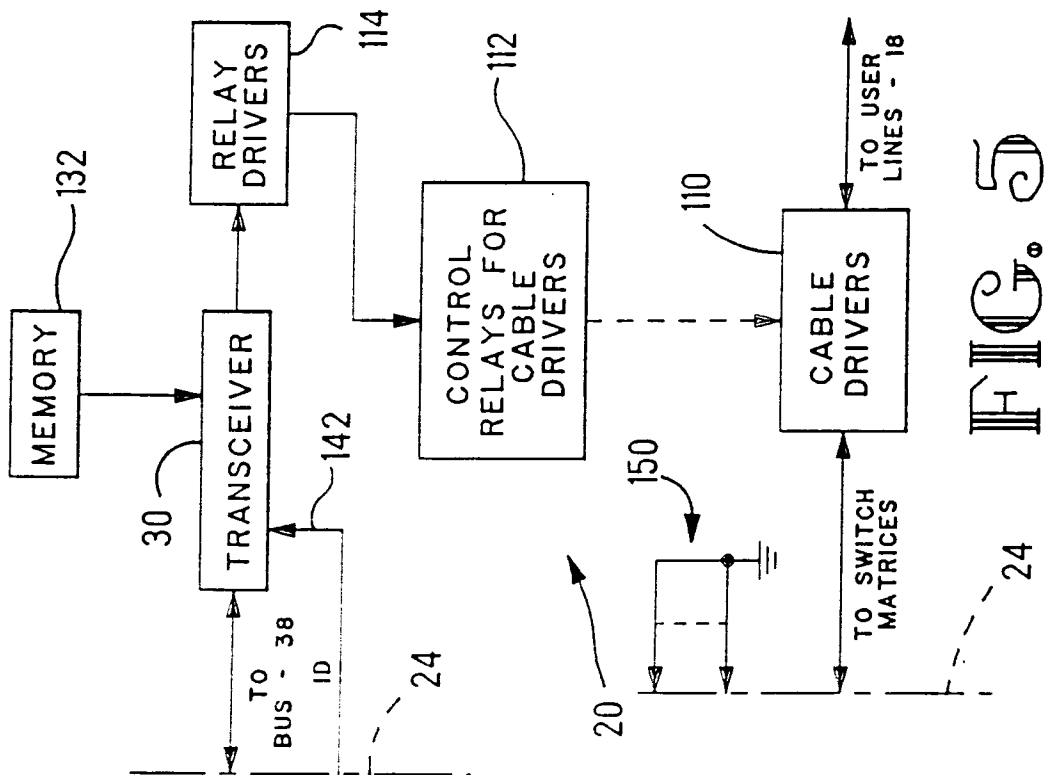 MEMORY
132
TRANSCEIVER
30
RELAY
DRIVERS
114
TO
BUS - 38
ID
142
24
CONTROL
RELAYS FOR
CABLE
DRIVERS
112
150
20
CABLE
DRIVERS
110
TO SWITCH
MATRICES
24
TO USER
LINES - 18
FIG. 5